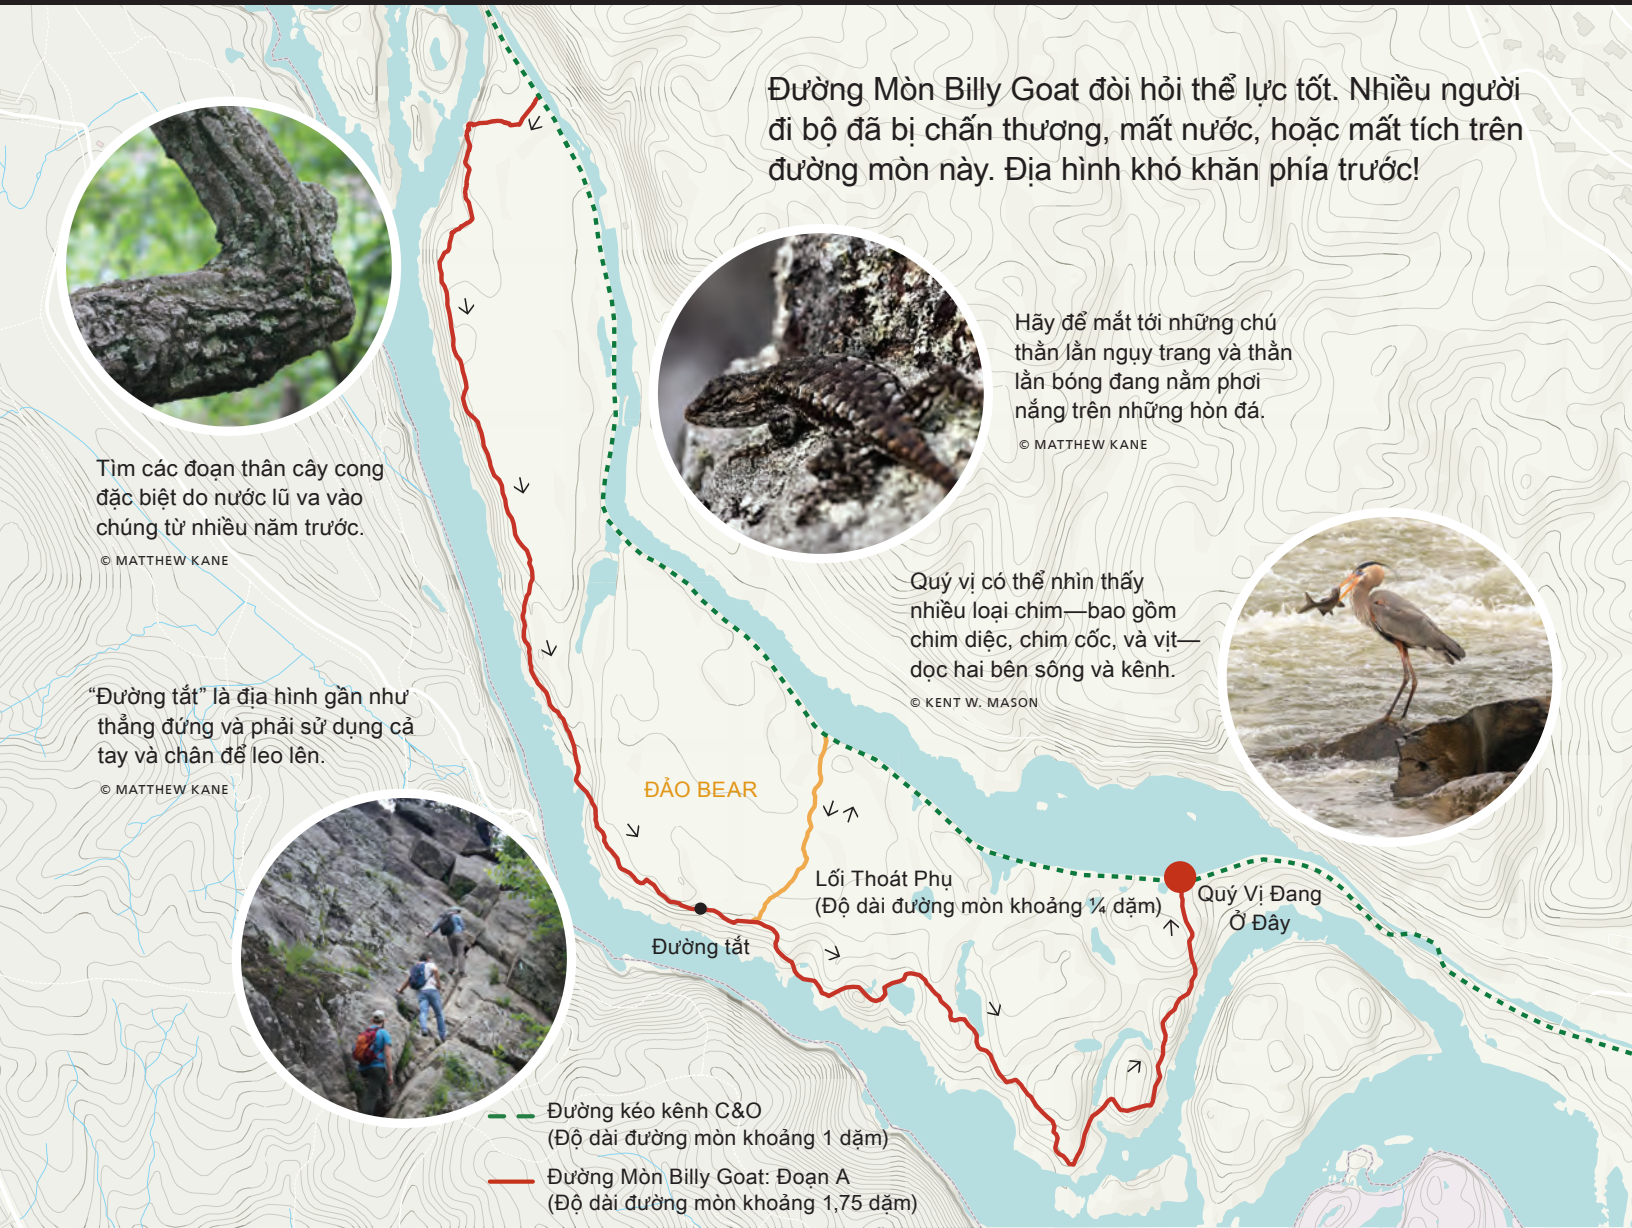 Đường Mòn Billy Goat đòi hỏi thể lực tốt. Nhiều người
đi bộ đã bị chấn thương, mất nước, hoặc mất tích trên
đường mòn này. Địa hình khó khăn phía trước!
Hãy để mắt tới những chú
thằn lằn ngụy trang và thằn
lằn bóng đang nằm phơi
nắng trên những hòn đá.
© MATTHEW KANE
Tìm các đoạn thân cây cong
đặc biệt do nước lũ va vào
chúng từ nhiều năm trước.
© MATTHEW KANE
Quý vị có thể nhìn thấy
nhiều loại chim—bao gồm
chim diệc, chim cốc, và vịt—
dọc hai bên sông và kênh.
© KENT W. MASON
“Đường tắt” là địa hình gần như
thẳng đứng và phải sử dụng cả
tay và chân để leo lên.
© MATTHEW KANE
ĐẢO BEAR
Lối Thoát Phụ
(Độ dài đường mòn khoảng ¼ dặm)
Quý Vị Đang
Ở Đây
Đường tắt
Đường kéo kênh C&O
(Độ dài đường mòn khoảng 1 dặm)
Đường Mòn Billy Goat: Đoạn A
(Độ dài đường mòn khoảng 1,75 dặm)